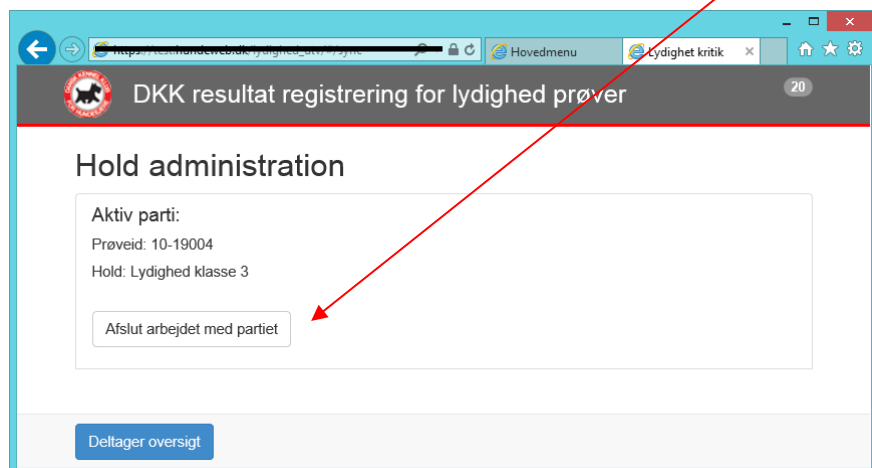 Hovedmenu
Lydighet kritik
DKK resultat registrering for lydighed prøver
20
Hold administration
Aktiv parti:
Prøveid: 10-19004
Hold: Lydighed klasse 3
Afslut arbejdet med partiet
Deltager oversigt